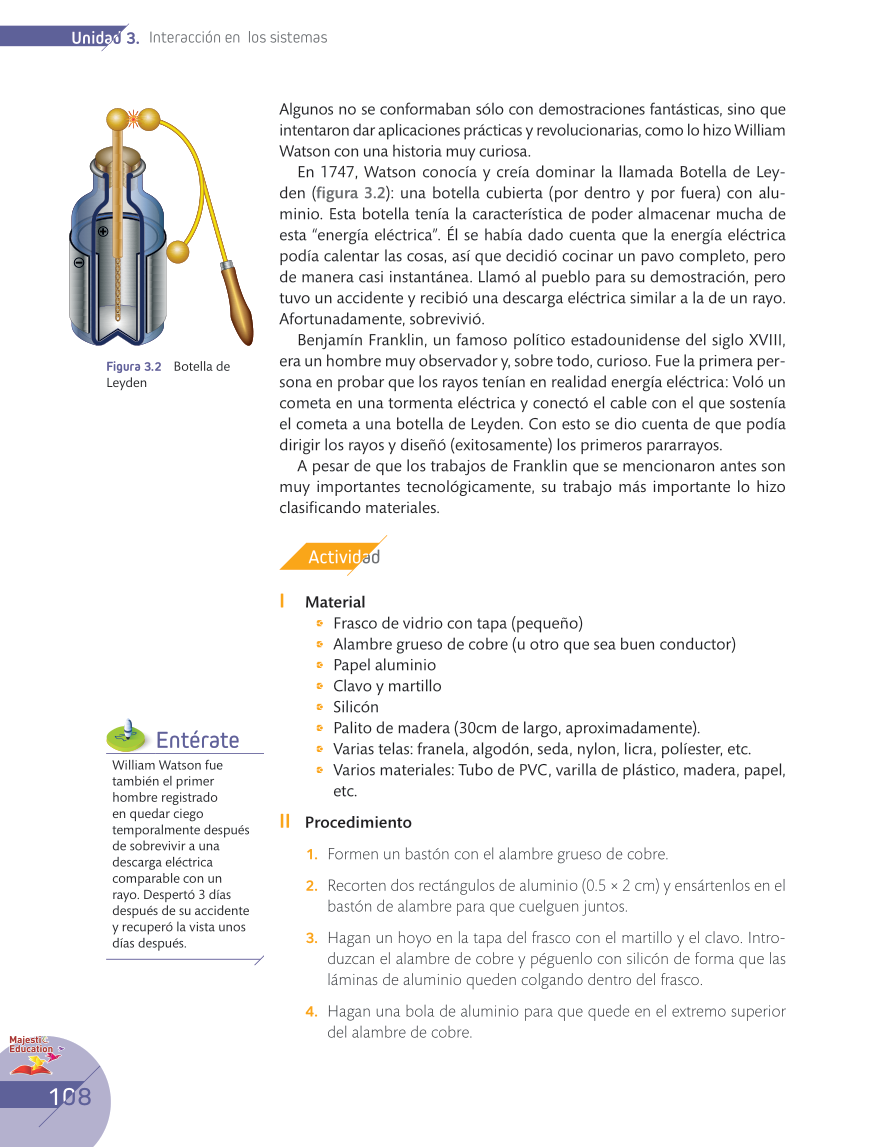 Unidad 3. Interacción en los sistemas
Algunos no se conformaban sólo con demostraciones fantásticas, sino que
intentaron dar aplicaciones prácticas y revolucionarias, como lo hizo William
Watson con una historia muy curiosa.
En 1747, Watson conocía y creía dominar la llamada Botella de Ley-
den (figura 3.2): una botella cubierta (por dentro y por fuera) con alu-
minio. Esta botella tenía la característica de poder almacenar mucha de
esta “energía eléctrica”. Él se había dado cuenta que la energía eléctrica
podía calentar las cosas, así que decidió cocinar un pavo completo, pero
de manera casi instantánea. Llamó al pueblo para su demostración, pero
tuvo un accidente y recibió una descarga eléctrica similar a la de un rayo.
Afortunadamente, sobrevivió.
Benjamín Franklin, un famoso político estadounidense del siglo XVIII,
era un hombre muy observador y, sobre todo, curioso. Fue la primera per-
sona en probar que los rayos tenían en realidad energía eléctrica: Voló un
cometa en una tormenta eléctrica y conectó el cable con el que sostenía
el cometa a una botella de Leyden. Con esto se dio cuenta de que podía
dirigir los rayos y diseñó (exitosamente) los primeros pararrayos.
A pesar de que los trabajos de Franklin que se mencionaron antes son
muy importantes tecnológicamente, su trabajo más importante lo hizo
clasificando materiales.
Figura 3.2 Botella de
Leyden
Actividad
I Material
Frasco de vidrio con tapa (pequeño)
Alambre grueso de cobre (u otro que sea buen conductor)
Papel aluminio
Clavo y martillo
Silicón
Palito de madera (30cm de largo, aproximadamente).
Varias telas: franela, algodón, seda, nylon, licra, políester, etc.
Varios materiales: Tubo de PVC, varilla de plástico, madera, papel,
etc.
II Procedimiento
1. Formen un bastón con el alambre grueso de cobre.
2. Recorten dos rectángulos de aluminio (0.5 × 2 cm) y ensártenlos en el
bastón de alambre para que cuelguen juntos.
3. Hagan un hoyo en la tapa del frasco con el martillo y el clavo. Intro-
duzcan el alambre de cobre y péguenlo con silicón de forma que las
láminas de aluminio queden colgando dentro del frasco.
4. Hagan una bola de aluminio para que quede en el extremo superior
del alambre de cobre.
Entérate
William Watson fue
también el primer
hombre registrado
en quedar ciego
temporalmente después
de sobrevivir a una
descarga eléctrica
comparable con un
rayo. Despertó 3 días
después de su accidente
y recuperó la vista unos
días después.
Majestic
Education
108